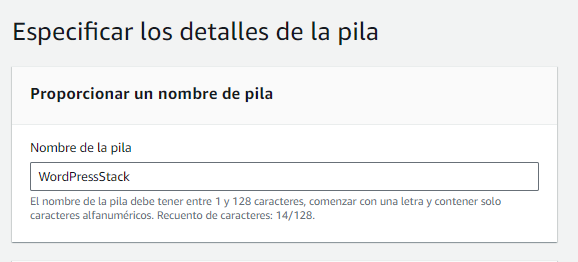 Especificar los detalles de la pila
Proporcionar un nombre de pila
Nombre de la pila
WordPressStack
El nombre de la pila debe tener entre 1 y 128 caracteres, comenzar con una letra y contener solo
caracteres alfanuméricos. Recuento de caracteres: 14/128.